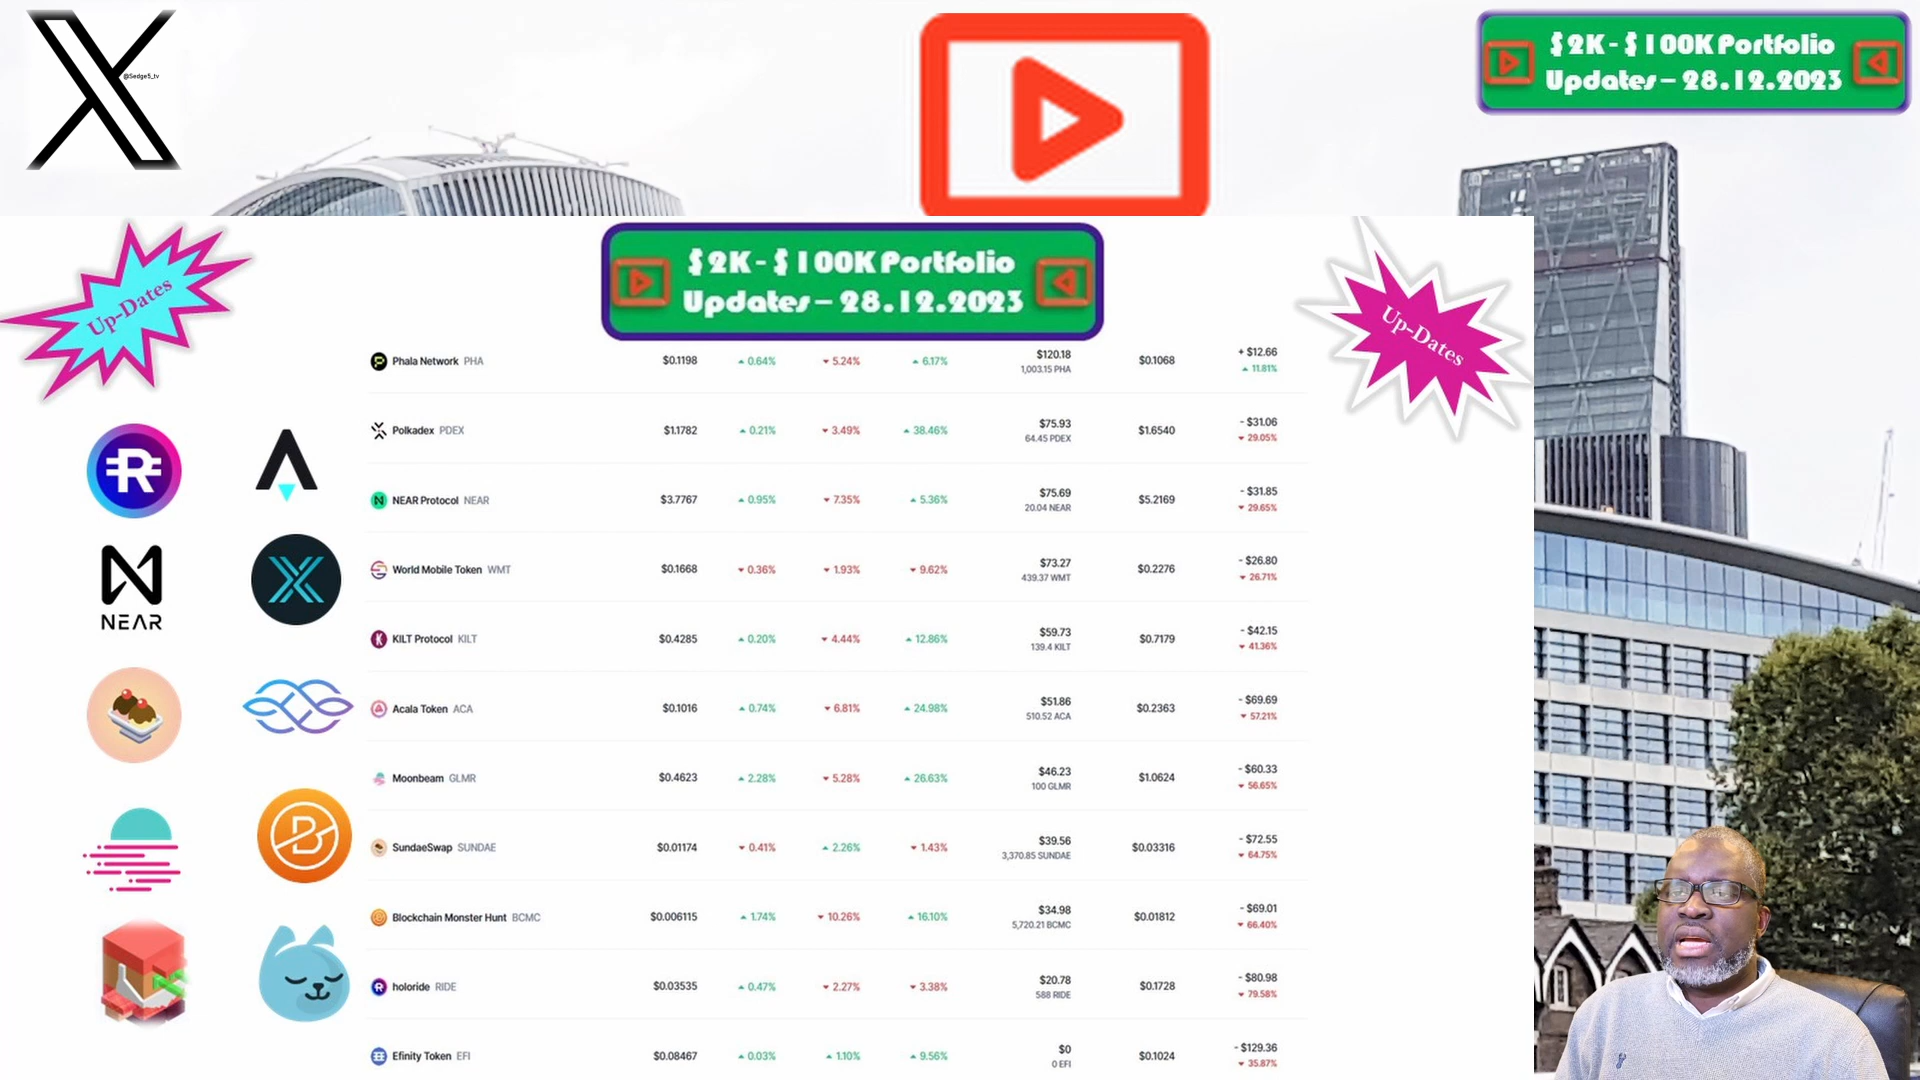 @Sedge5_tv
$2K - $100K Portfolio
Updates – 28.12.2023
Up-Dates
$2K - $100K Portfolio
Updates – 28.12.2023
Up-Dates
Phala Network PHA $0.1198 0.64% 5.24% 6.17% $120.18 1,003.15 PHA $0.1068 + $12.66 11.81%
Polkadex PDEX $1.1782 0.21% 3.49% 38.46% $75.93 64.45 PDEX $1.6540 - $31.06 29.05%
NEAR Protocol NEAR $3.7767 0.95% 7.35% 5.36% $75.69 20.04 NEAR $5.2169 - $31.85 29.65%
World Mobile Token WMT $0.1668 0.36% 1.93% 9.62% $73.27 439.37 WMT $0.2276 - $26.80 26.71%
NEAR
KILT Protocol KILT $0.4285 0.20% 4.44% 12.86% $59.73 139.4 KILT $0.7179 - $42.15 41.36%
Acala Token ACA $0.1016 0.74% 6.81% 24.98% $51.86 510.52 ACA $0.2363 - $69.69 57.21%
Moonbeam GLMR $0.4623 2.28% 5.28% 26.63% $46.23 100 GLMR $1.0624 - $60.33 56.65%
SundaeSwap SUNDAE $0.01174 0.41% 2.26% 1.43% $39.56 3,370.85 SUNDAE $0.03316 - $72.55 64.75%
Blockchain Monster Hunt BCMC $0.006115 1.74% 10.26% 16.10% $34.98 5,720.21 BCMC $0.01812 - $69.01 66.40%
holoride RIDE $0.03535 0.47% 2.27% 3.38% $20.78 588 RIDE $0.1728 - $80.98 79.58%
Efinity Token EFI $0.08467 0.03% 1.10% 9.56% $0 0 EFI $0.1024 - $129.36 35.87%